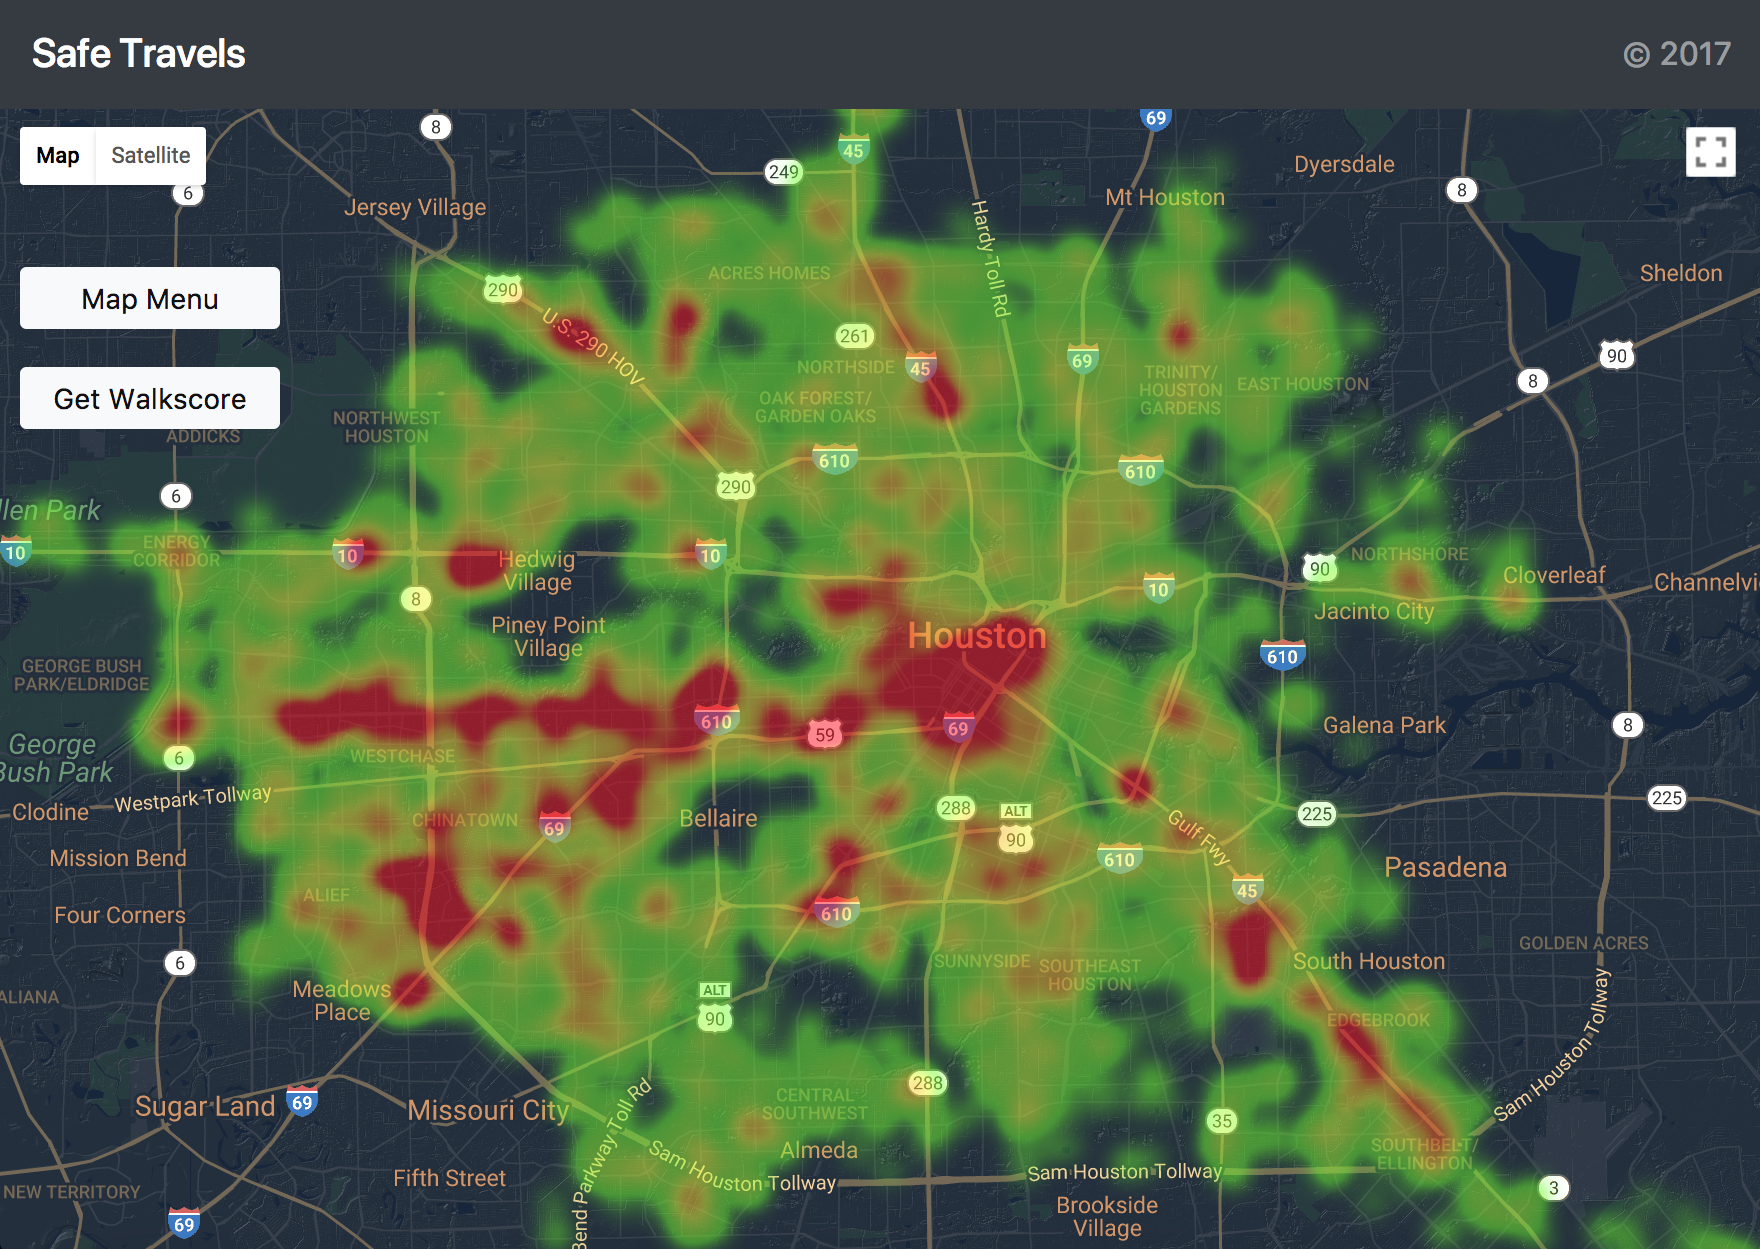 Safe Travels
© 2017
Map
Satellite
8
45
249
69
6
Dyersdale
8
Mt Houston
Jersey Village
Hardy Toll Rd
Map Menu
ACRES HOMES
Sheldon
290
U.S. 290 HOV
261
45
69
90
NORTHSIDE
8
TRINITY/
HOUSTON
GARDENS
EAST HOUSTON
Get Walkscore
OAK FOREST/
GARDEN OAKS
NORTHWEST
HOUSTON
ADDICKS
610
610
290
6
llen Park
10
ENERGY
CORRIDOR
10
Hedwig
Village
10
90
NORTHSHORE
Cloverleaf
Channelvi
8
10
Jacinto City
Piney Point
Village
Houston
610
GEORGE BUSH
PARK/ELDRIDGE
610
69
59
8
Galena Park
George
Bush Park
6
WESTCHASE
Westpark Tollway
Clodine
225
225
288
ALT
90
CHINATOWN
69
Bellaire
Gulf Fwy
Mission Bend
610
Pasadena
ALIEF
45
Four Corners
610
GOLDEN ACRES
6
SUNNYSIDE
SOUTHEAST
HOUSTON
South Houston
Meadows
Place
ALT
90
ALIANA
EDGEBROOK
Sam Houston Tollway
288
Sugar Land
69
Missouri City
CENTRAL
SOUTHWEST
35
Bend Parkway Toll Rd
Almeda
SOUTHBELT/
ELLINGTON
Fifth Street
Sam Houston Tollway
Sam Houston Tollway
3
NEW TERRITORY
69
Brookside
Village